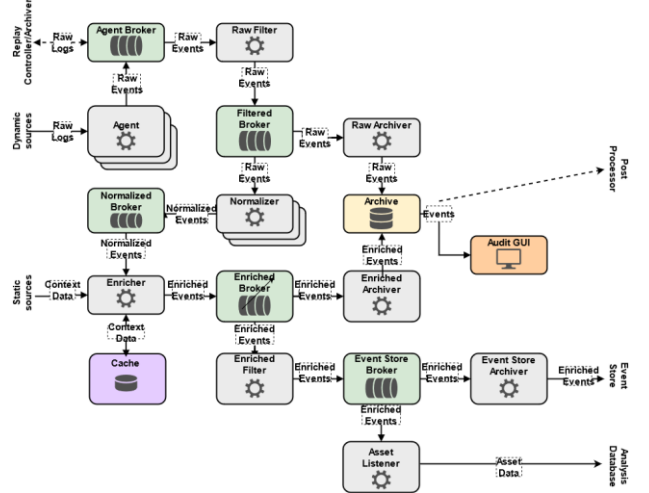 Replay
Controller/Archiver
Raw
Logs
Agent Broker
Raw
Events
Raw Filter
Raw
Events
Raw
Events
Dynamic
sources
Raw
Logs
Agent
Filtered
Broker
Raw
Events
Raw Archiver
Raw
Events
Raw
Events
Post
Processor
Normalized
Broker
Normalized
Events
Normalizer
Archive
Events
Audit GUI
Normalized
Events
Enriched
Events
Static
sources
Context
Data
Enricher
Enriched
Events
Enriched
Broker
Enriched
Events
Enriched
Archiver
Context
Data
Enriched
Events
Cache
Enriched
Filter
Enriched
Events
Event Store
Broker
Enriched
Events
Event Store
Archiver
Enriched
Events
Event
Store
Enriched
Events
Asset
Listener
Asset
Data
Analysis
Database